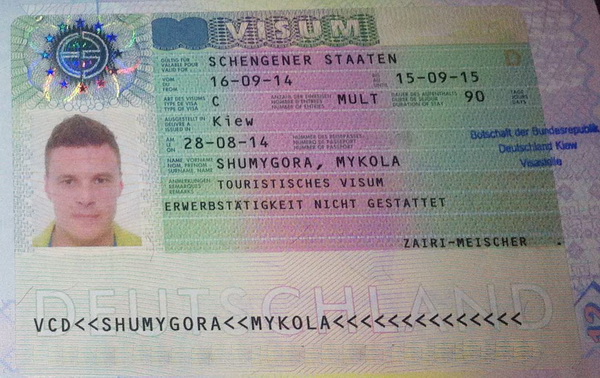 VISUM
SCHENGENER STAATEN
D
GÜLTIG FÜR
VALABLE POUR
VALID FOR
VOM 16-09-14 15-09-15
DU
FROM
ART DES VISUMS C MULT 90
TYPE DE VISA
TYPE OF VISA
ANZAHL DER EINREISEN
NOMBRE D'ENTRÉES
NUMBER OF ENTRIES
DAUER DES AUFENTHALTS
DURÉE DU SÉJOUR
DURATION OF STAY
TAGE
JOURS
DAYS
AUSGESTELLT IN Kiew
DÉLIVRÉ À
ISSUED IN
AM 28-08-14
LE
ON
NUMMER DES REISEPASSES
NUMÉRO DU PASSEPORT
NUMBER OF PASSPORT
Botschaft der Bundesrepublik
Deutschland Kiew
Visastelle
NAME, VORNAME SHUMYGORA, MYKOLA
NOM, PRÉNOM
SURNAME, NAME
ANMERKUNGEN TOURISTISCHES VISUM
REMARQUES
REMARKS
ERWERBSTÄTIGKEIT NICHT GESTATTET
ZAIRI-MEISCHER .
DEUTSCHLAND
VCD<<SHUMYGORA<<MYKOLA<<<<<<<<<<<<<<